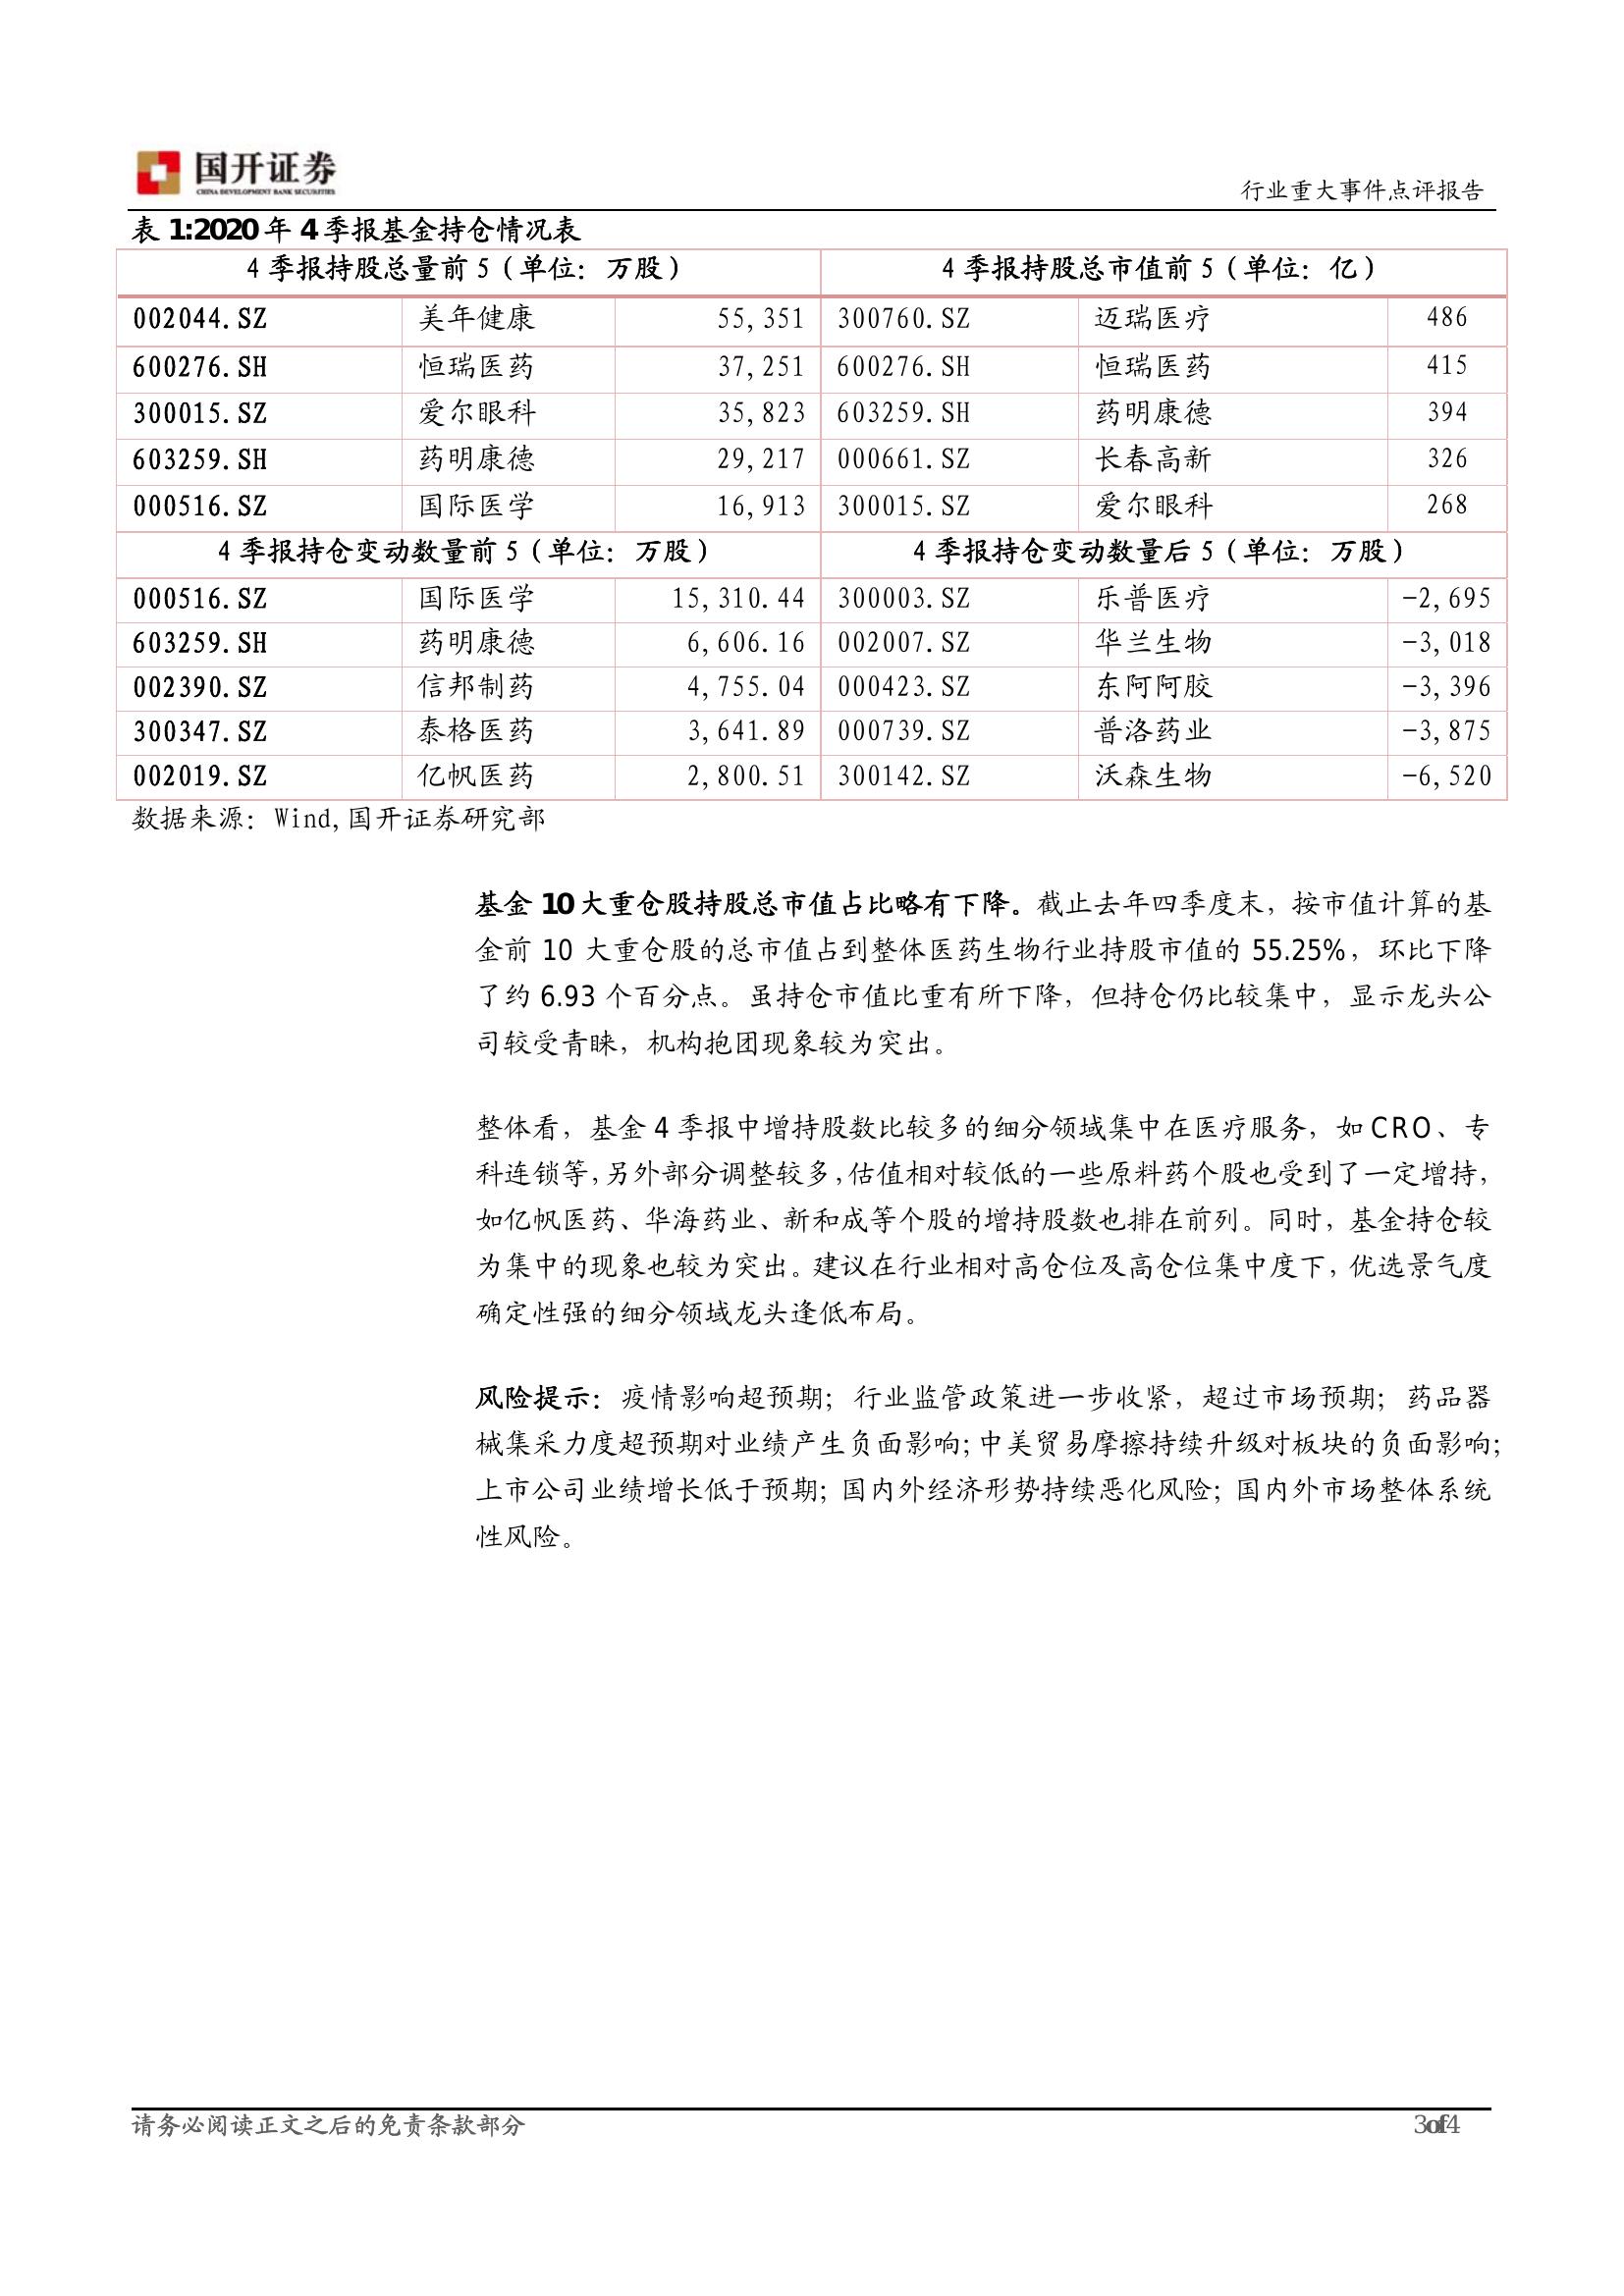 国开证券
CHINA DEVELOPMENT BANK SECURITIES
行业重大事件点评报告
表 1:2020 年 4 季报基金持仓情况表
4 季报持股总量前 5（单位：万股） 4 季报持股总市值前 5（单位：亿）
002044.SZ 美年健康 55,351 300760.SZ 迈瑞医疗 486
600276.SH 恒瑞医药 37,251 600276.SH 恒瑞医药 415
300015.SZ 爱尔眼科 35,823 603259.SH 药明康德 394
603259.SH 药明康德 29,217 000661.SZ 长春高新 326
000516.SZ 国际医学 16,913 300015.SZ 爱尔眼科 268
4 季报持仓变动数量前 5（单位：万股） 4 季报持仓变动数量后 5（单位：万股）
000516.SZ 国际医学 15,310.44 300003.SZ 乐普医疗 -2,695
603259.SH 药明康德 6,606.16 002007.SZ 华兰生物 -3,018
002390.SZ 信邦制药 4,755.04 000423.SZ 东阿阿胶 -3,396
300347.SZ 泰格医药 3,641.89 000739.SZ 普洛药业 -3,875
002019.SZ 亿帆医药 2,800.51 300142.SZ 沃森生物 -6,520
数据来源：Wind,国开证券研究部
基金 10 大重仓股持股总市值占比略有下降。截止去年四季度末，按市值计算的基
金前 10 大重仓股的总市值占到整体医药生物行业持股市值的 55.25%，环比下降
了约 6.93 个百分点。虽持仓市值比重有所下降，但持仓仍比较集中，显示龙头公
司较受青睐，机构抱团现象较为突出。
整体看，基金 4 季报中增持股数比较多的细分领域集中在医疗服务，如 CRO、专
科连锁等，另外部分调整较多，估值相对较低的一些原料药个股也受到了一定增持，
如亿帆医药、华海药业、新和成等个股的增持股数也排在前列。同时，基金持仓较
为集中的现象也较为突出。建议在行业相对高仓位及高仓位集中度下，优选景气度
确定性强的细分领域龙头逢低布局。
风险提示：疫情影响超预期；行业监管政策进一步收紧，超过市场预期；药品器
械集采力度超预期对业绩产生负面影响；中美贸易摩擦持续升级对板块的负面影响；
上市公司业绩增长低于预期；国内外经济形势持续恶化风险；国内外市场整体系统
性风险。
请务必阅读正文之后的免责条款部分 3of4